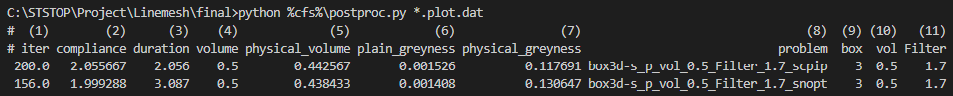 C:\STSTOP\Project\Linemesh\final>python %cfs%\postproc.py *.plot.dat
# (1) (2) (3) (4) (5) (6) (7) (8) (9) (10) (11)
# iter compliance duration volume physical_volume plain_greyness physical_greyness problem box vol Filter
200.0 2.055667 2.056 0.5 0.442567 0.001526 0.117691 box3d-s_p_vol_0.5_Filter_1.7_scpip 3 0.5 1.7
156.0 1.999288 3.087 0.5 0.438433 0.001408 0.130647 box3d-s_p_vol_0.5_Filter_1.7_snopt 3 0.5 1.7